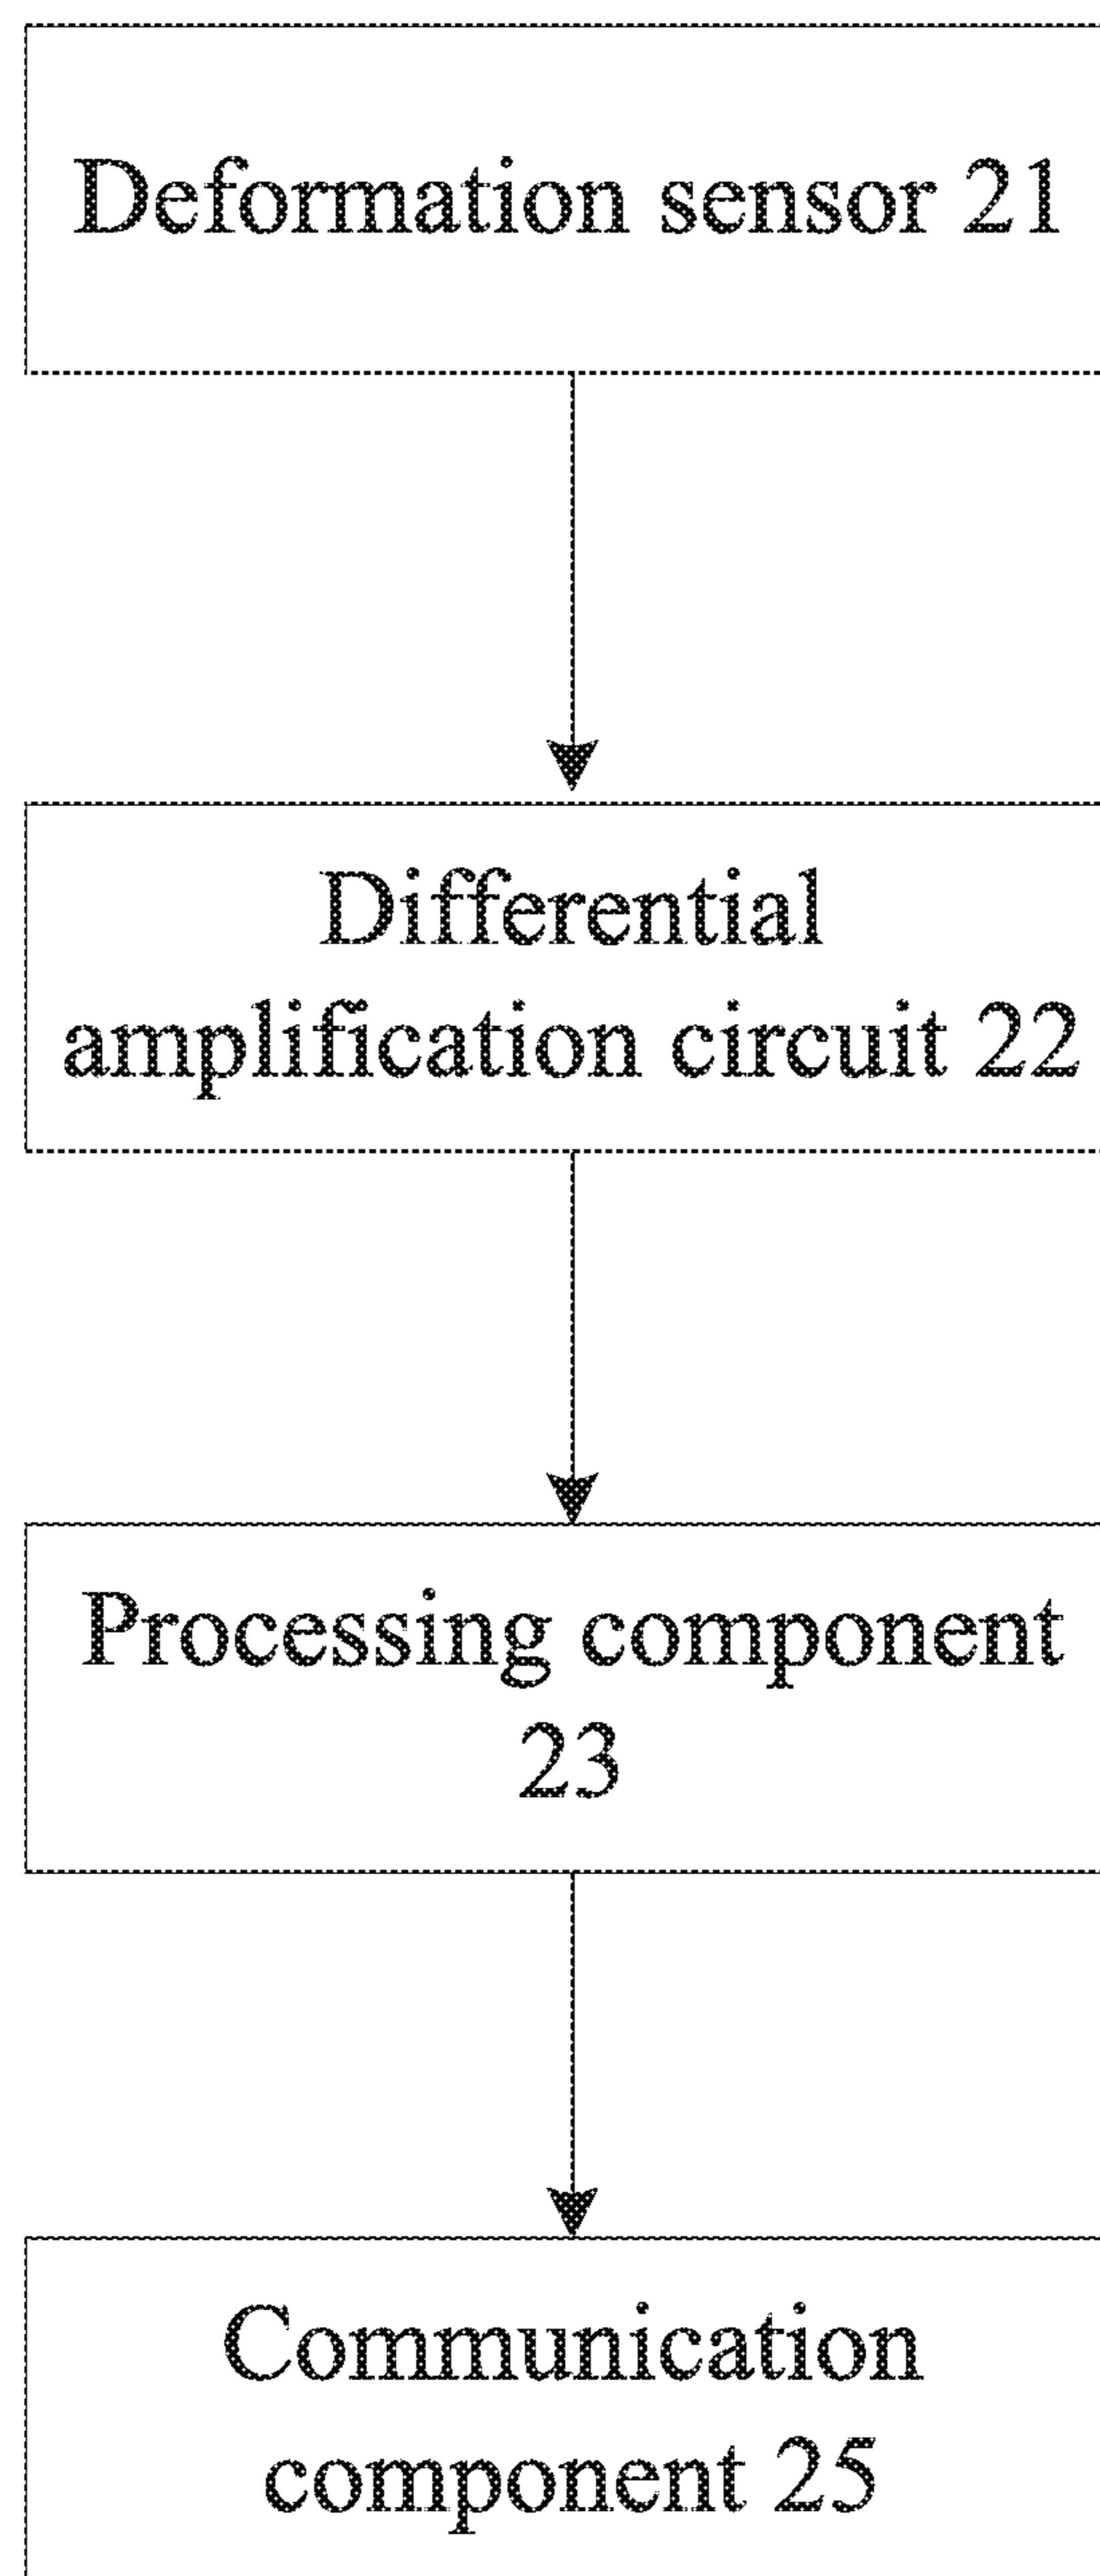 Deformation sensor 21
Differential
amplification circuit 22
Processing component
23
Communication
component 25